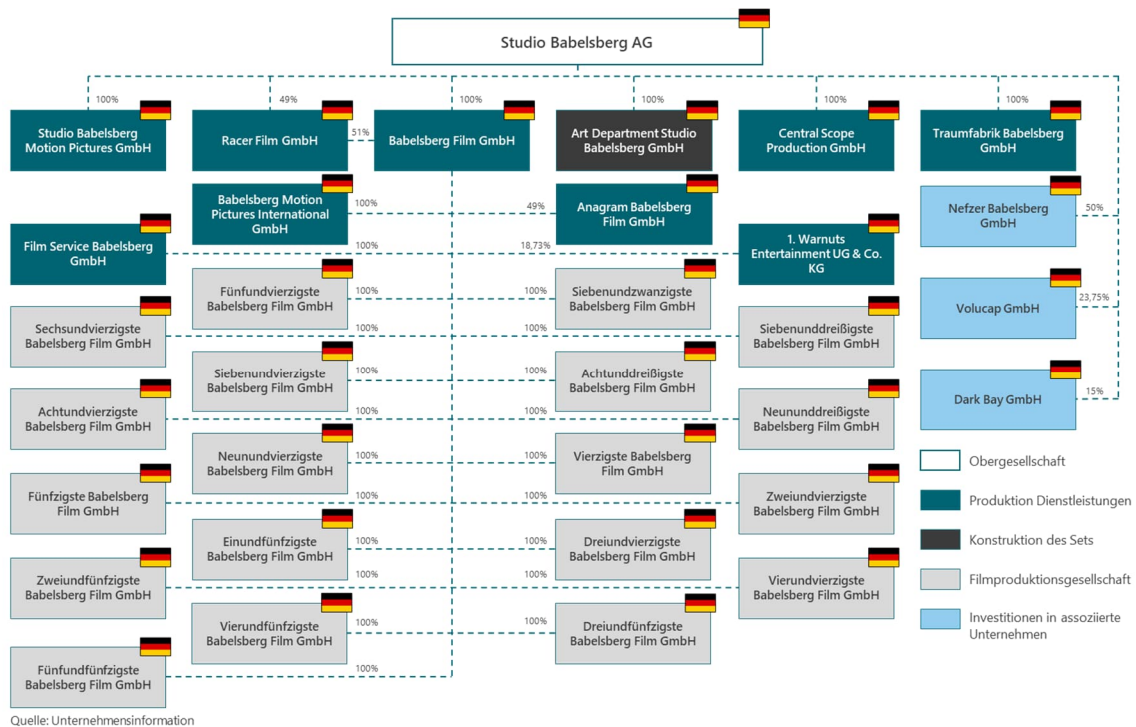 Studio Babelsberg AG
100%
49%
100%
100%
100%
100%
Studio Babelsberg
Motion Pictures GmbH
Racer Film GmbH
51%
Babelsberg Film GmbH
Art Department Studio
Babelsberg GmbH
Central Scope
Production GmbH
Traumfabrik Babelsberg
GmbH
Babelsberg Motion
Pictures International
GmbH
100%
49%
Anagram Babelsberg
Film GmbH
Nefzer Babelsberg
GmbH
50%
Film Service Babelsberg
GmbH
100%
18,73%
1. Warnuts
Entertainment UG & Co.
KG
Fünfundvierzigste
Babelsberg Film GmbH
100%
100%
Siebenundzwanzigste
Babelsberg Film GmbH
Volucap GmbH
23,75%
Sechsundvierzigste
Babelsberg Film GmbH
100%
100%
Siebenunddreißigste
Babelsberg Film GmbH
Siebenundvierzigste
Babelsberg Film GmbH
100%
100%
Achtunddreißigste
Babelsberg Film GmbH
Dark Bay GmbH
15%
Achtundvierzigste
Babelsberg Film GmbH
100%
100%
Neununddreißigste
Babelsberg Film GmbH
Neunundvierzigste
Babelsberg Film GmbH
100%
100%
Vierzigste Babelsberg
Film GmbH
Obergesellschaft
Fünfzigste Babelsberg
Film GmbH
100%
100%
Zweiundvierzigste
Babelsberg Film GmbH
Produktion Dienstleistungen
Einundfünfzigste
Babelsberg Film GmbH
100%
100%
Dreiundvierzigste
Babelsberg Film GmbH
Konstruktion des Sets
Zweiundfünfzigste
Babelsberg Film GmbH
100%
100%
Vierundvierzigste
Babelsberg Film GmbH
Filmproduktionsgesellschaft
Vierundfünfzigste
Babelsberg Film GmbH
100%
100%
Dreiundfünfzigste
Babelsberg Film GmbH
Investitionen in assoziierte
Unternehmen
Fünfundfünfzigste
Babelsberg Film GmbH
100%
Quelle: Unternehmensinformation